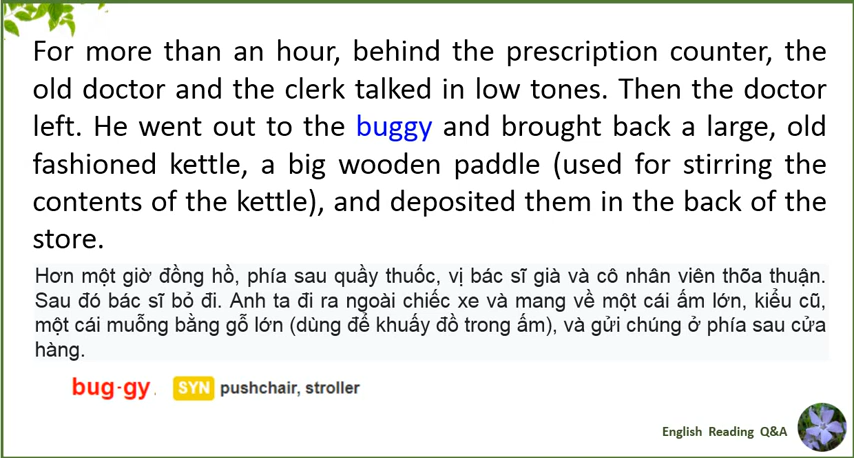 For more than an hour, behind the prescription counter, the
old doctor and the clerk talked in low tones. Then the doctor
left. He went out to the buggy and brought back a large, old
fashioned kettle, a big wooden paddle (used for stirring the
contents of the kettle), and deposited them in the back of the
store.
Hơn một giờ đồng hồ, phía sau quầy thuốc, vị bác sĩ già và cô nhân viên thõa thuận.
Sau đó bác sĩ bỏ đi. Anh ta đi ra ngoài chiếc xe và mang về một cái ấm lớn, kiểu cũ,
một cái muỗng bằng gỗ lớn (dùng để khuấy đồ trong ấm), và gửi chúng ở phía sau cửa
hàng.
bug·gy, SYN pushchair, stroller
English Reading Q&A